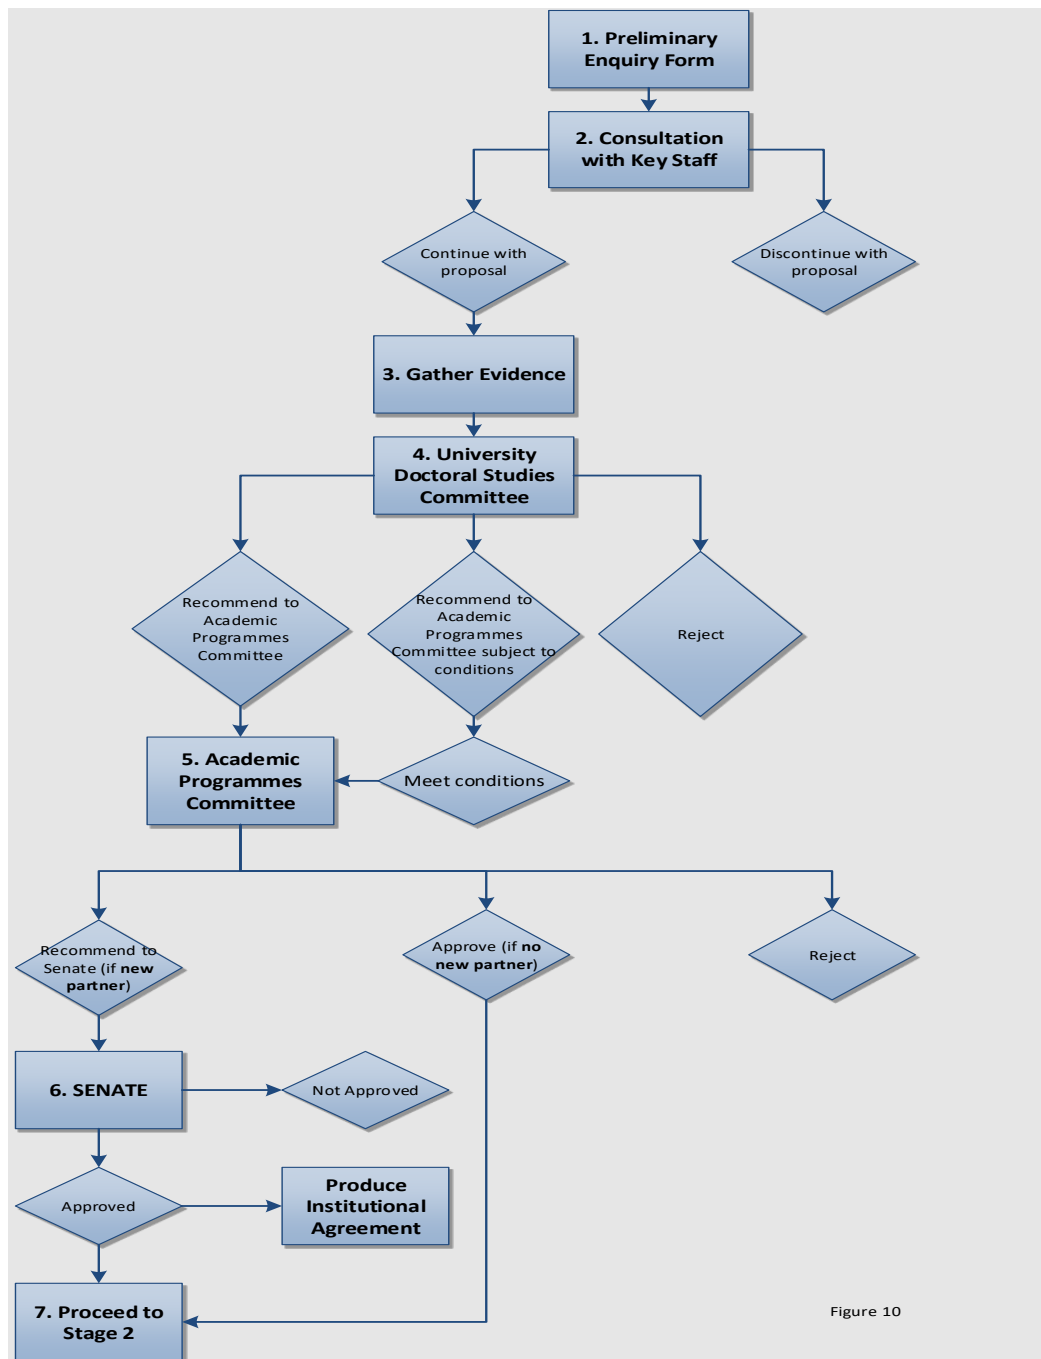 1. Preliminary
Enquiry Form
2. Consultation
with Key Staff
Continue with
proposal
Discontinue with
proposal
3. Gather Evidence
4. University
Doctoral Studies
Committee
Recommend to
Academic
Programmes
Committee
Recommend to
Academic
Programmes
Committee subject to
conditions
Reject
5. Academic
Programmes
Committee
Meet conditions
Recommend to
Senate (if new
partner)
Approve (if no
new partner)
Reject
6. SENATE
Not Approved
Approved
Produce
Institutional
Agreement
7. Proceed to
Stage 2
Figure 10